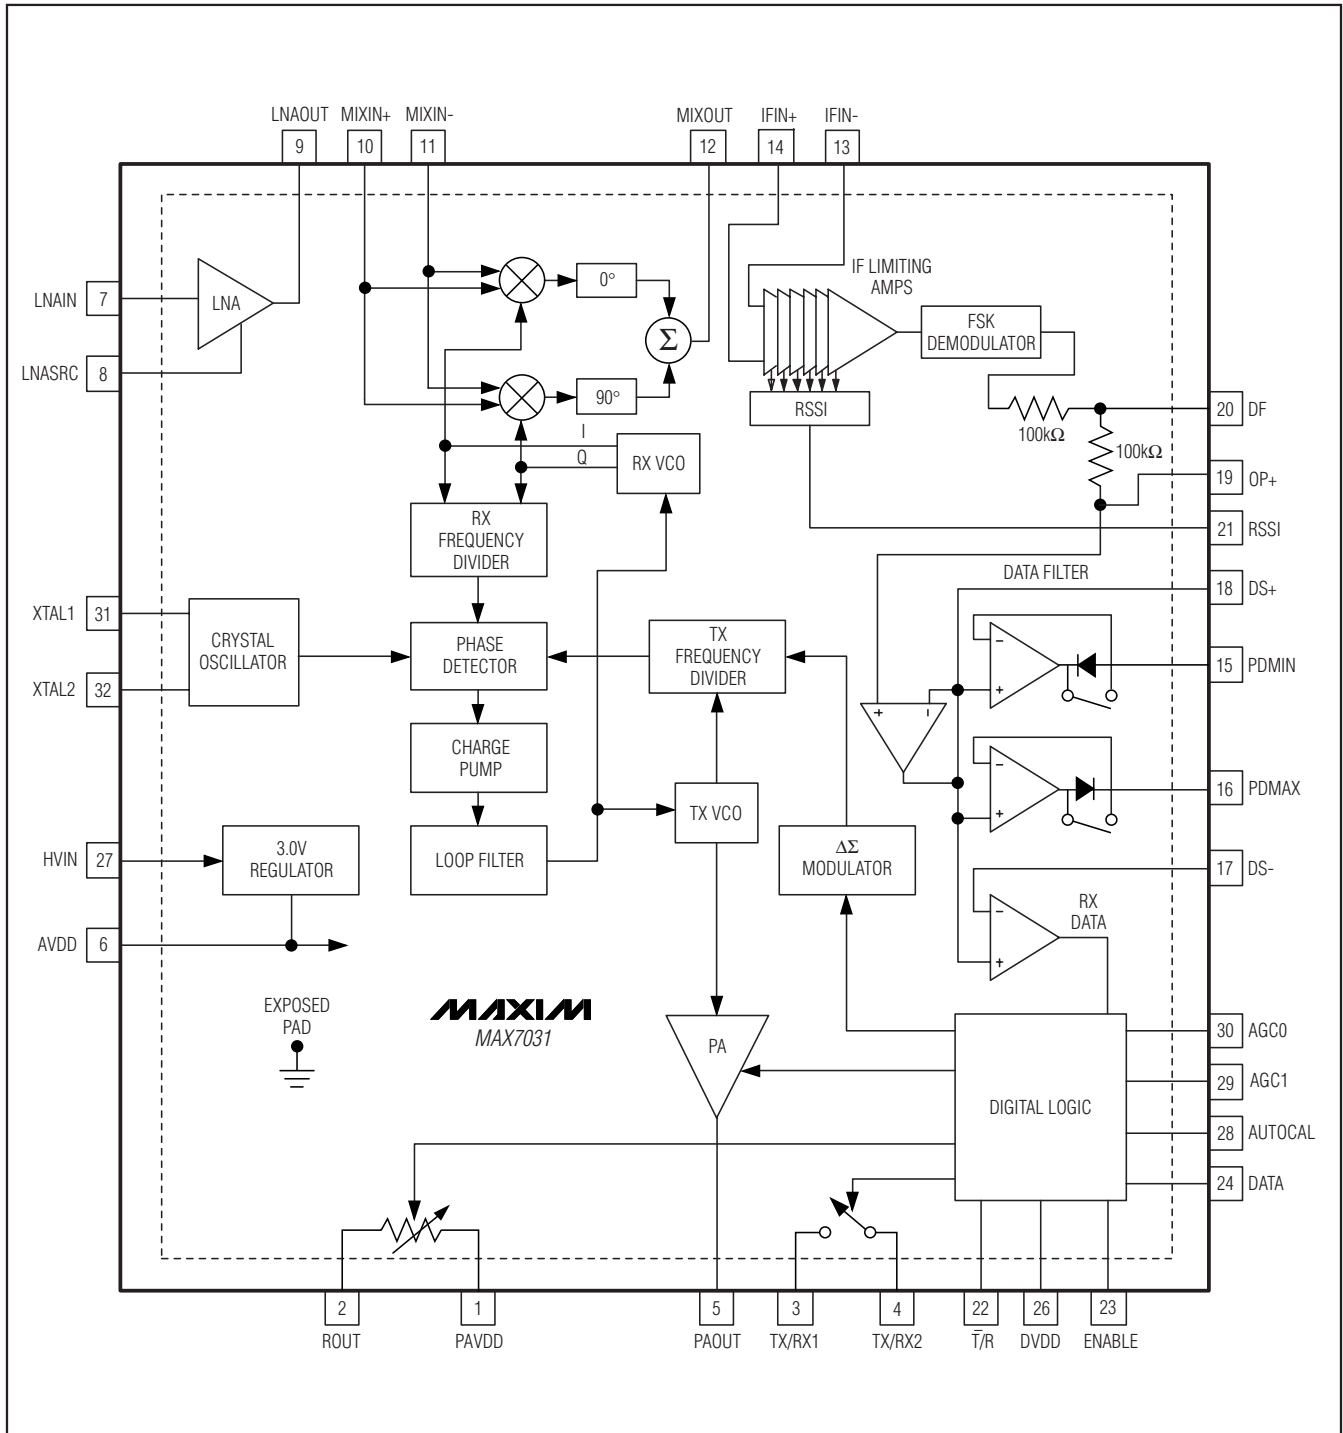 LNAOUT MIXIN+ MIXIN- MIXOUT IFIN+ IFIN-
9 10 11 12 14 13
IF LIMITING
AMPS
LNAIN 7
LNA
0°
Σ
FSK
DEMODULATOR
LNASRC 8
90°
RSSI
20 DF
100kΩ
100kΩ
I
Q
RX VCO
19 OP+
RX
FREQUENCY
DIVIDER
21 RSSI
DATA FILTER
18 DS+
XTAL1 31
CRYSTAL
OSCILLATOR
PHASE
DETECTOR
TX
FREQUENCY
DIVIDER
−
+
15 PDMIN
XTAL2 32
+ −
CHARGE
PUMP
−
+
16 PDMAX
TX VCO
HVIN 27
3.0V
REGULATOR
LOOP FILTER
ΔΣ
MODULATOR
17 DS-
RX
DATA
−
+
AVDD 6
EXPOSED
PAD
MAXIM
MAX7031
PA
30 AGC0
29 AGC1
DIGITAL LOGIC
28 AUTOCAL
24 DATA
2 1 5 3 4 22 26 23
ROUT PAVDD PAOUT TX/RX1 TX/RX2 T̅/R DVDD ENABLE